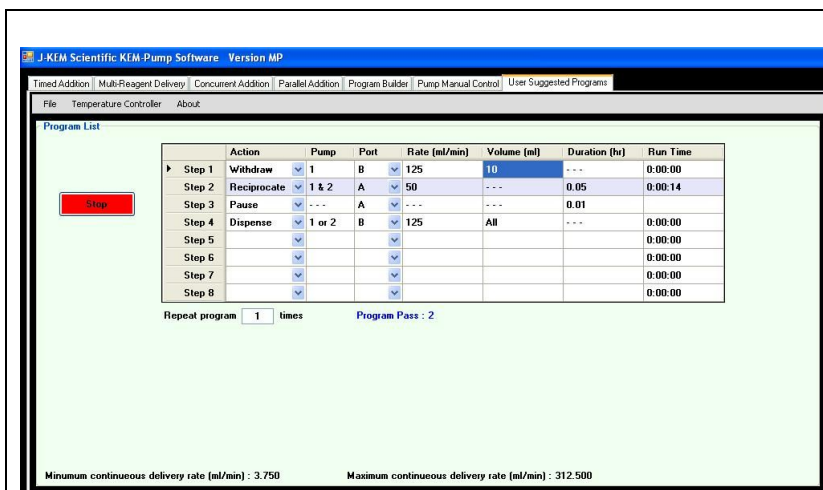 J-KEM Scientific KEM-Pump Software Version MP
Timed Addition Multi-Reagent Delivery Concurrent Addition Parallel Addition Program Builder Pump Manual Control User Suggested Programs
File Temperature Controller About
Program List
Action Pump Port Rate (ml/min) Volume (ml) Duration (hr) Run Time
Step 1 Withdraw 1 B 125 10 - - - 0:00:00
Step 2 Reciprocate 1 & 2 A 50 - - - 0.05 0:00:14
Step 3 Pause - - - A - - - - - - 0.01
Step 4 Dispense 1 or 2 B 125 All - - - 0:00:00
Step 5 0:00:00
Step 6 0:00:00
Step 7 0:00:00
Step 8 0:00:00
Stop
Repeat program 1 times Program Pass : 2
Minumum continueous delivery rate (ml/min) : 3.750 Maximum continueous delivery rate (ml/min) : 312.500